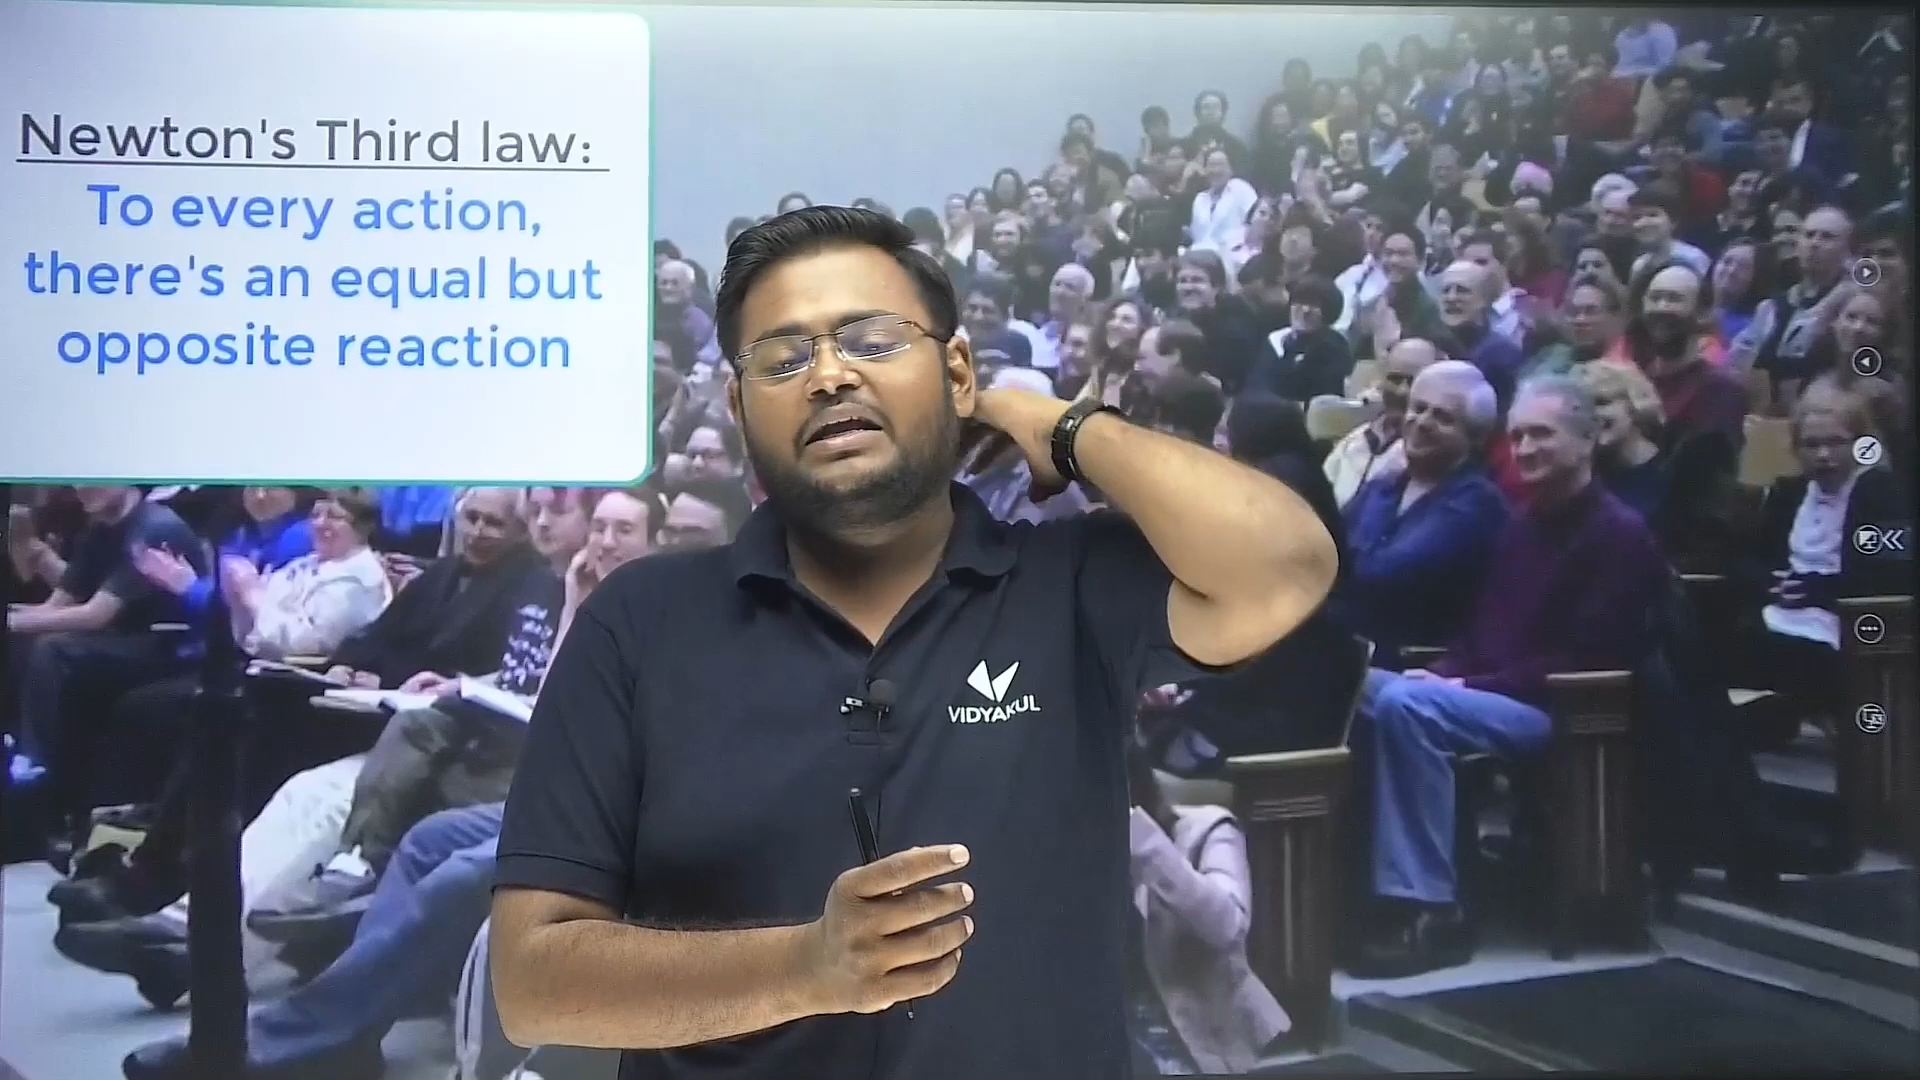 Newton's Third law:
To every action,
there's an equal but
opposite reaction
VIDYAKUL